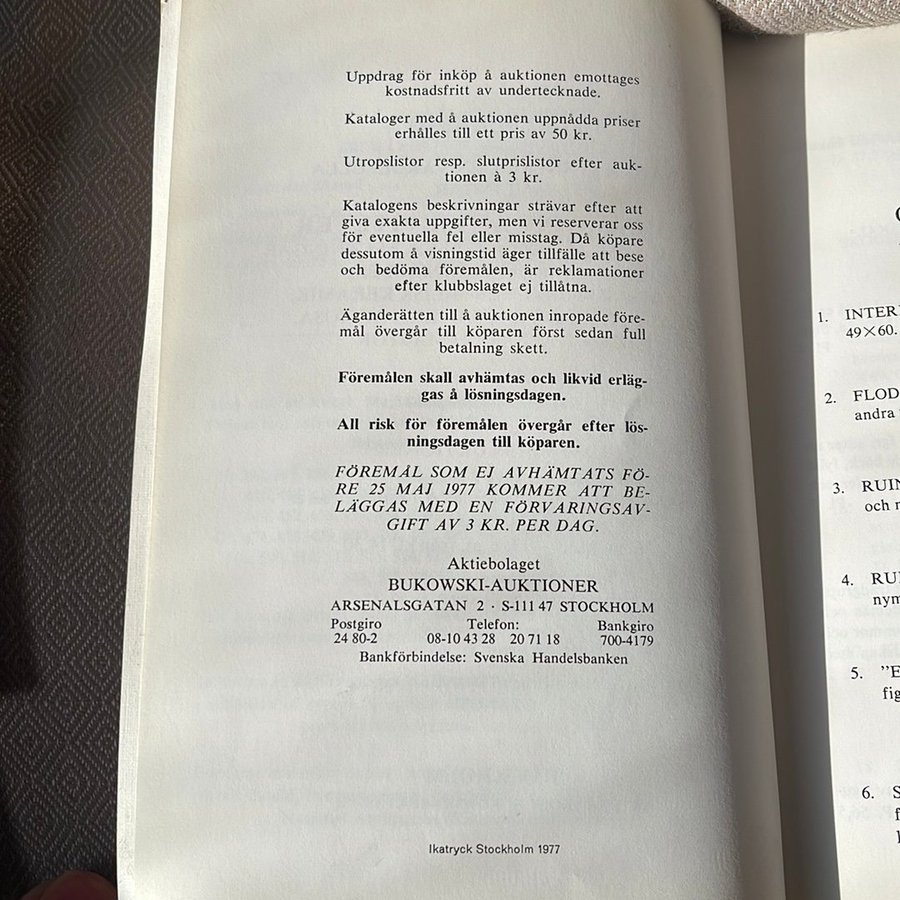 Uppdrag för inköp å auktionen emottages
kostnadsfritt av undertecknade.
Kataloger med å auktionen uppnådda priser
erhålles till ett pris av 50 kr.
Utropslistor resp. slutprislistor efter auk-
tionen à 3 kr.
Katalogens beskrivningar strävar efter att
giva exakta uppgifter, men vi reserverar oss
för eventuella fel eller misstag. Då köpare
dessutom å visningstid äger tillfälle att bese
och bedöma föremålen, är reklamationer
efter klubbslaget ej tillåtna.
Äganderätten till å auktionen inropade före-
mål övergår till köparen först sedan full
betalning skett.
Föremålen skall avhämtas och likvid erläg-
gas å lösningsdagen.
All risk för föremålen övergår efter lös-
ningsdagen till köparen.
FÖREMÅL SOM EJ AVHÄMTATS FÖ-
RE 25 MAJ 1977 KOMMER ATT BE-
LÄGGAS MED EN FÖRVARINGSAV-
GIFT AV 3 KR. PER DAG.
Aktiebolaget
BUKOWSKI-AUKTIONER
ARSENALSGATAN 2 · S-111 47 STOCKHOLM
Postgiro Telefon: Bankgiro
24 80-2 08-10 43 28 20 71 18 700-4179
Bankförbindelse: Svenska Handelsbanken
Ikatryck Stockholm 1977
1. INTER
49×60.
2. FLOD
andra
3. RUIN
och
4. RU
nym
5. "E
fig
6. S